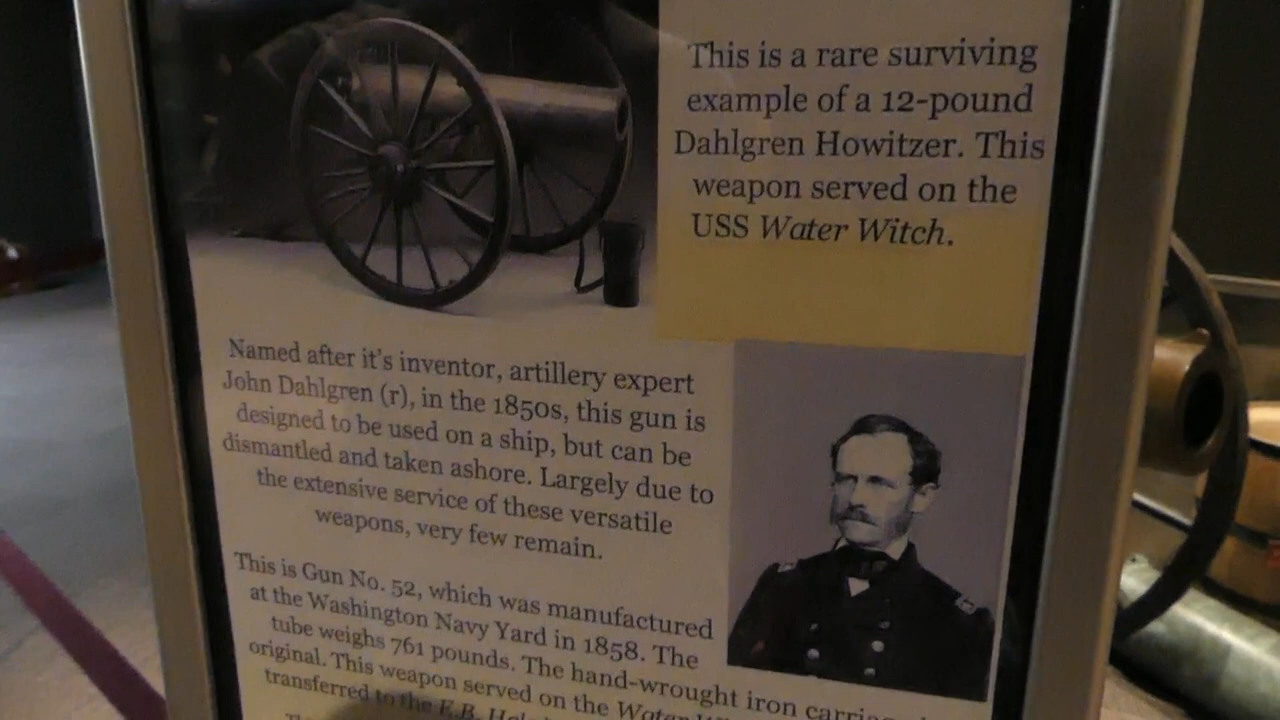 This is a rare surviving
example of a 12-pound
Dahlgren Howitzer. This
weapon served on the
USS Water Witch.
Named after it's inventor, artillery expert
John Dahlgren (r), in the 1850s, this gun is
designed to be used on a ship, but can be
dismantled and taken ashore. Largely due to
the extensive service of these versatile
weapons, very few remain.
This is Gun No. 52, which was manufactured
at the Washington Navy Yard in 1858. The
tube weighs 761 pounds. The hand-wrought iron
original. This weapon served on the Water
transferred to the E.B.